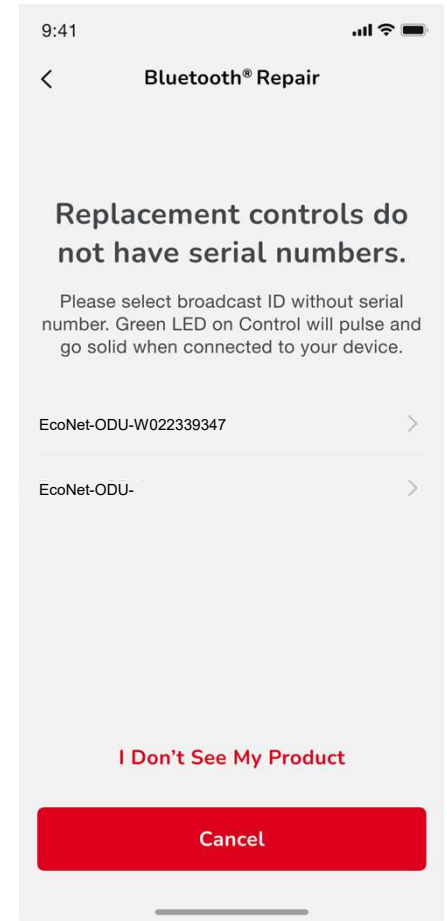 9:41
Bluetooth® Repair
Replacement controls do
not have serial numbers.
Please select broadcast ID without serial
number. Green LED on Control will pulse and
go solid when connected to your device.
EcoNet-ODU-W022339347
EcoNet-ODU-
I Don’t See My Product
Cancel